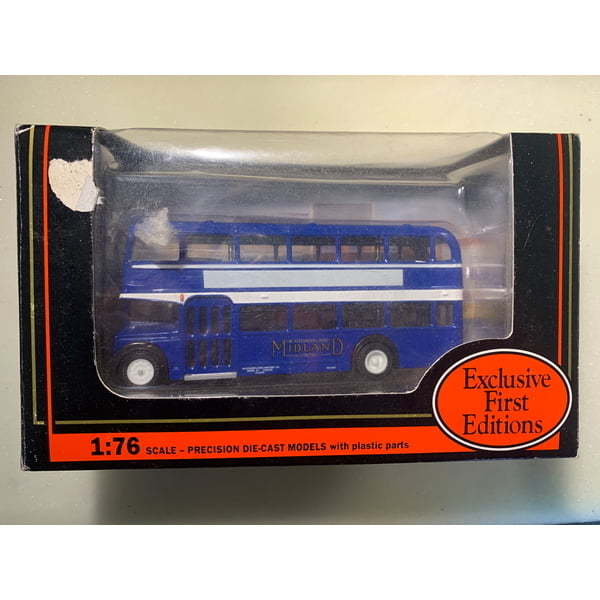 MIDLAND
Exclusive
First
Editions
1:76 SCALE – PRECISION DIE-CAST MODELS with plastic parts